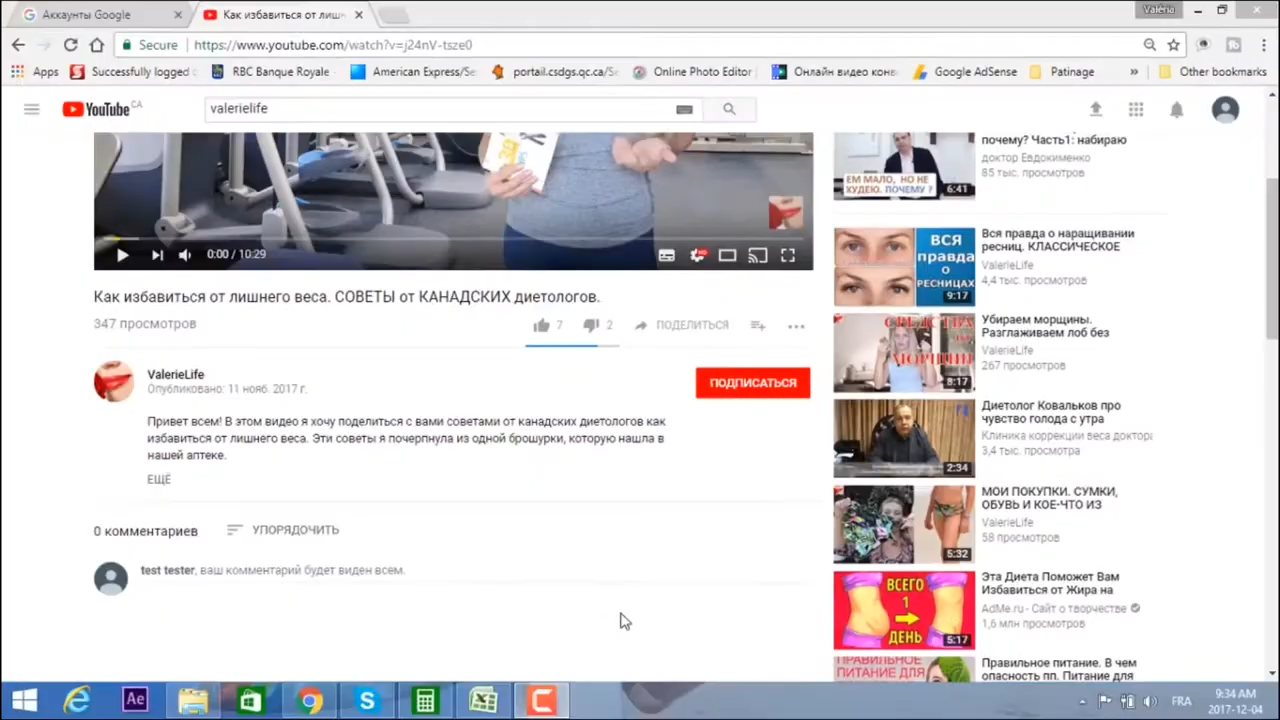 Аккаунты Google
Как избавиться от лишн
Valéria
Secure
https://www.youtube.com/watch?v=j24nV-tsze0
Apps
Successfully logged
RBC Banque Royale
American Express/Se
portail.csdgs.qc.ca/Se
Online Photo Editor
Онлайн видео конв
Google AdSense
Patinage
»
Other bookmarks
YouTube CA
valerielife
0:00 / 10:29
Как избавиться от лишнего веса. СОВЕТЫ от КАНАДСКИХ диетологов.
347 просмотров
7
2
ПОДЕЛИТЬСЯ
ValerieLife
Опубликовано: 11 нояб. 2017 г.
ПОДПИСАТЬСЯ
Привет всем! В этом видео я хочу поделиться с вами советами от канадских диетологов как
избавиться от лишнего веса. Эти советы я почерпнула из одной брошурки, которую нашла в
нашей аптеке.
ЕЩЁ
0 комментариев
УПОРЯДОЧИТЬ
test tester, ваш комментарий будет виден всем.
ЕМ МАЛО, НО НЕ
ХУДЕЮ. ПОЧЕМУ ?
6:41
почему? Часть1: набираю
доктор Евдокименко
85 тыс. просмотров
ВСЯ
правда
о
РЕСНИЦАХ
9:17
Вся правда о наращивании
ресниц. КЛАССИЧЕСКОЕ
ValerieLife
4,4 тыс. просмотров
СРЕДСТВА
МОРЩИН
8:17
Убираем морщины.
Разглаживаем лоб без
ValerieLife
267 просмотров
2:34
Диетолог Ковальков про
чувство голода с утра
Клиника коррекции веса доктора
3,4 тыс. просмотра
5:32
МОИ ПОКУПКИ. СУМКИ,
ОБУВЬ И КОЕ-ЧТО ИЗ
ValerieLife
58 просмотров
ВСЕГО
1
ДЕНЬ
5:17
Эта Диета Поможет Вам
Избавиться от Жира на
AdMe.ru - Сайт о творчестве
1,6 млн просмотров
ПРАВИЛЬНОЕ
ПИТАНИЕ ДЛЯ
Правильное питание. В чем
опасность пп. Питание для
Ae
FRA
9:34 AM
2017-12-04